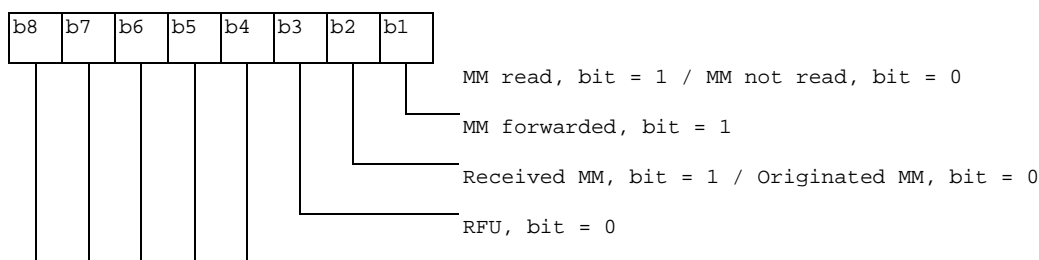 b8 b7 b6 b5 b4 b3 b2 b1
MM read, bit = 1 / MM not read, bit = 0
MM forwarded, bit = 1
Received MM, bit = 1 / Originated MM, bit = 0
RFU, bit = 0